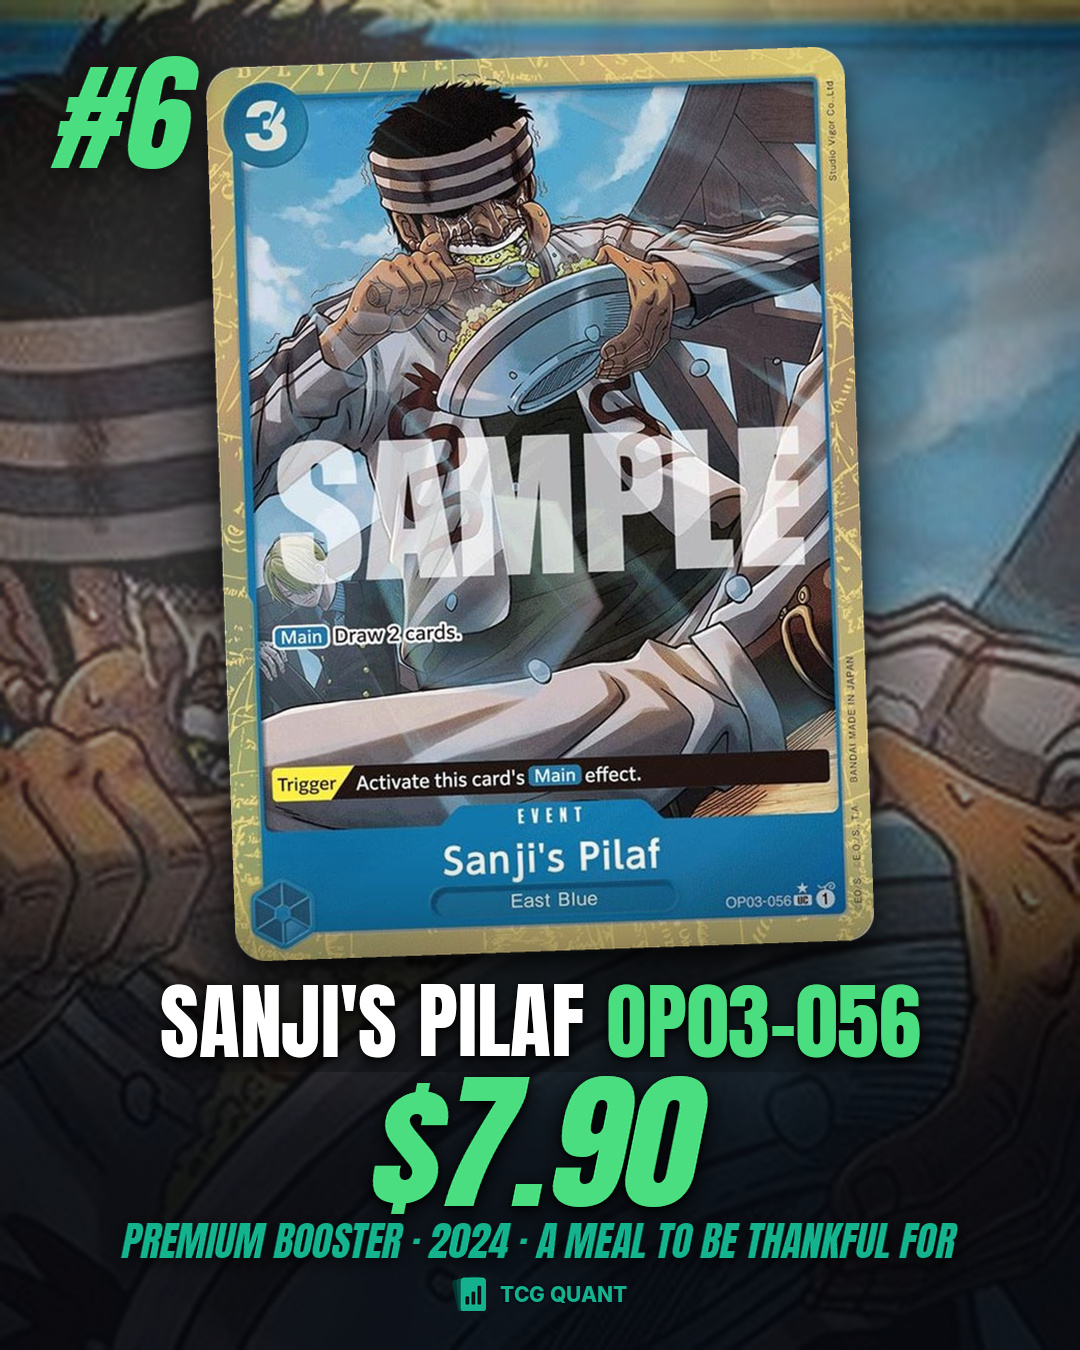 #6
3
Studio Vigor Co.,Ltd
SAMPLE
Main Draw 2 cards.
Trigger Activate this card's Main effect.
EVENT
Sanji's Pilaf
East Blue
OP03-056 UC 1
BANDAI MADE IN JAPAN
SANJI'S PILAF OP03-056
$7.90
PREMIUM BOOSTER · 2024 · A MEAL TO BE THANKFUL FOR
TCG QUANT